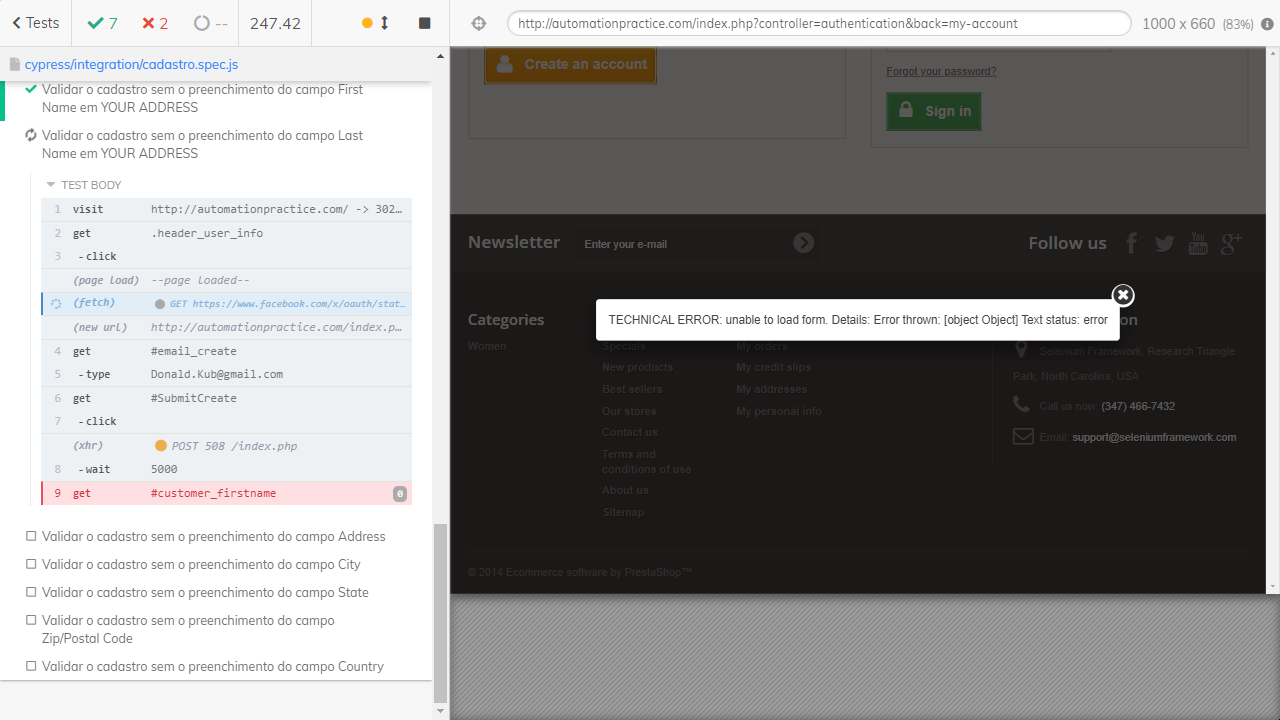 Tests
7
2
--
247.42
http://automationpractice.com/index.php?controller=authentication&back=my-account
1000 x 660 (83%)
cypress/integration/cadastro.spec.js
Validar o cadastro sem o preenchimento do campo First
Name em YOUR ADDRESS
Validar o cadastro sem o preenchimento do campo Last
Name em YOUR ADDRESS
TEST BODY
1 visit http://automationpractice.com/ -> 302…
2 get .header_user_info
3 -click
(page load) --page loaded--
(fetch) GET https://www.facebook.com/x/oauth/stat…
(new url) http://automationpractice.com/index.p…
4 get #email_create
5 -type Donald.Kub@gmail.com
6 get #SubmitCreate
7 -click
(xhr) POST 508 /index.php
8 -wait 5000
9 get #customer_firstname 0
Validar o cadastro sem o preenchimento do campo Address
Validar o cadastro sem o preenchimento do campo City
Validar o cadastro sem o preenchimento do campo State
Validar o cadastro sem o preenchimento do campo
Zip/Postal Code
Validar o cadastro sem o preenchimento do campo Country
Create an account
Forgot your password?
Sign in
Newsletter
Enter your e-mail
Follow us
You
Tube
TECHNICAL ERROR: unable to load form. Details: Error thrown: [object Object] Text status: error
Categories
Women
Specials
New products
Best sellers
Our stores
Contact us
Terms and
conditions of use
About us
Sitemap
My orders
My credit slips
My addresses
My personal info
Selenium Framework, Research Triangle
Park, North Carolina, USA
Call us now: (347) 466-7432
Email: support@seleniumframework.com
© 2014 Ecommerce software by PrestaShop™